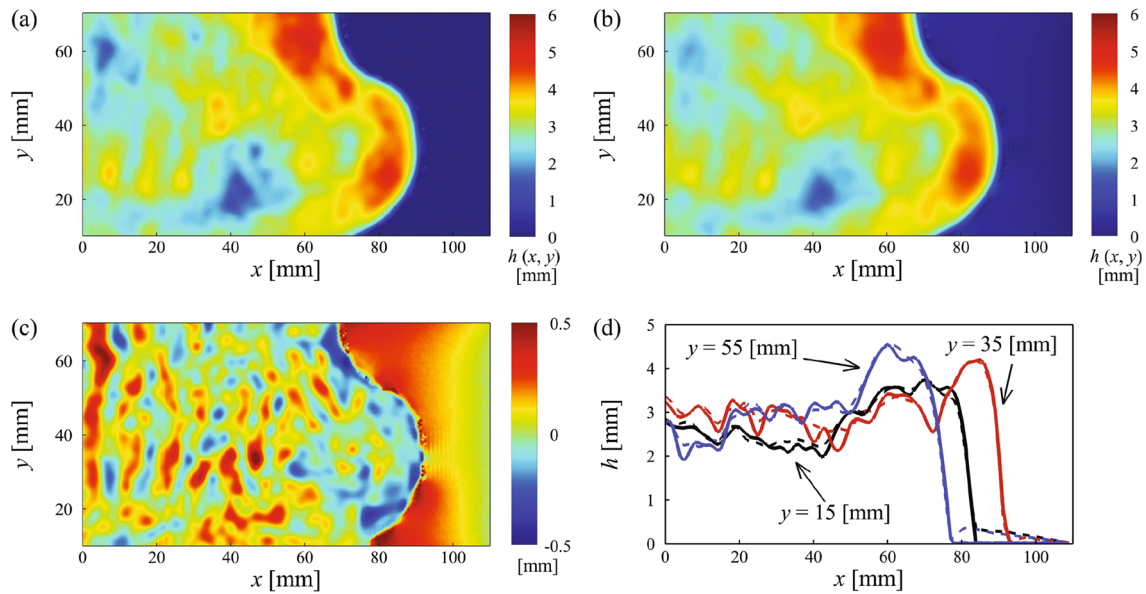 (a)
y [mm]
60
40
20
0 20 40 60 80 100
x [mm]
6
5
4
3
2
1
0
h (x, y)
[mm]
(b)
y [mm]
60
40
20
0 20 40 60 80 100
x [mm]
6
5
4
3
2
1
0
h (x, y)
[mm]
(c)
y [mm]
60
40
20
0 20 40 60 80 100
x [mm]
0.5
0
-0.5
[mm]
(d)
h [mm]
5
4
3
2
1
0
0 20 40 60 80 100
x [mm]
y = 55 [mm]
y = 35 [mm]
y = 15 [mm]